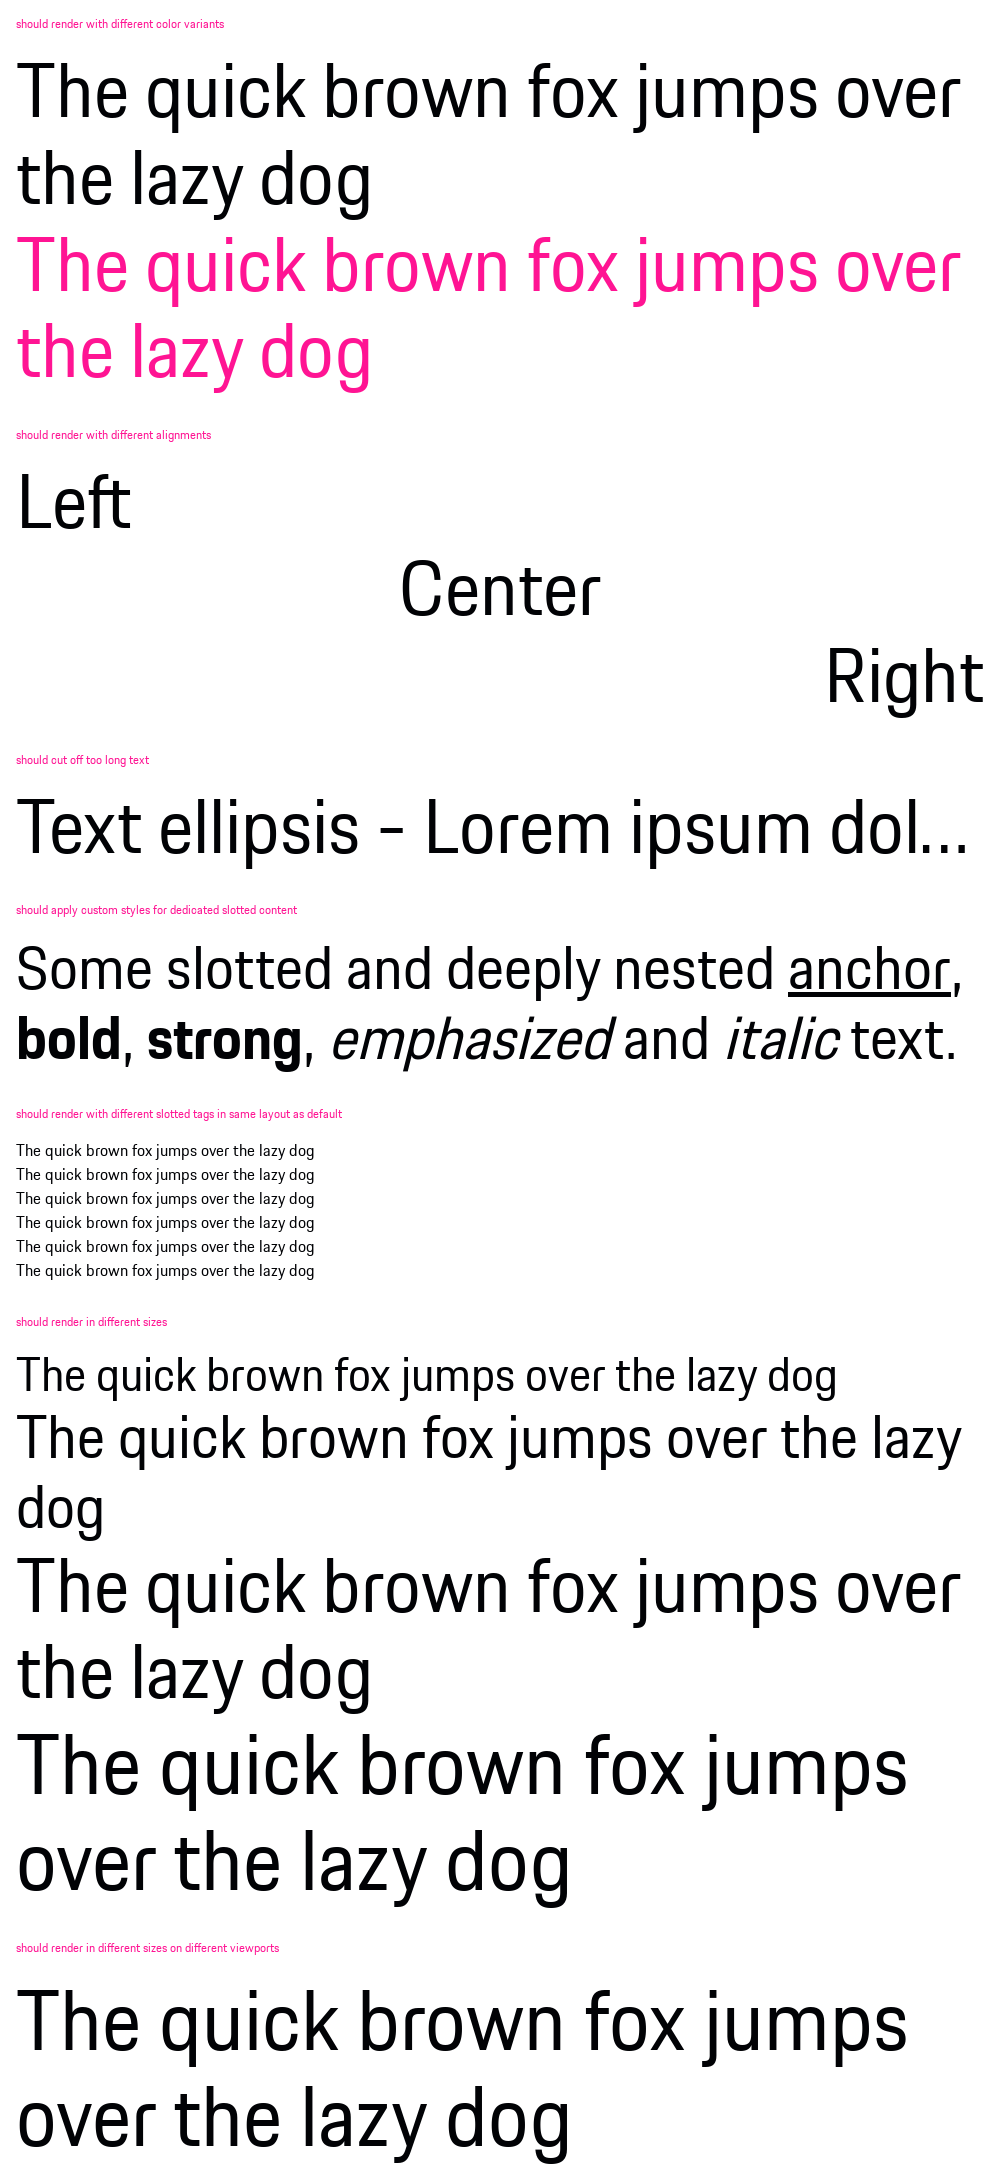 should render with different color variants
The quick brown fox jumps over
the lazy dog
The quick brown fox jumps over
the lazy dog
should render with different alignments
Left
Center
Right
should cut off too long text
Text ellipsis - Lorem ipsum dol...
should apply custom styles for dedicated slotted content
Some slotted and deeply nested anchor,
bold, strong, emphasized and italic text.
should render with different slotted tags in same layout as default
The quick brown fox jumps over the lazy dog
The quick brown fox jumps over the lazy dog
The quick brown fox jumps over the lazy dog
The quick brown fox jumps over the lazy dog
The quick brown fox jumps over the lazy dog
The quick brown fox jumps over the lazy dog
should render in different sizes
The quick brown fox jumps over the lazy dog
The quick brown fox jumps over the lazy
dog
The quick brown fox jumps over
the lazy dog
The quick brown fox jumps
over the lazy dog
should render in different sizes on different viewports
The quick brown fox jumps
over the lazy dog